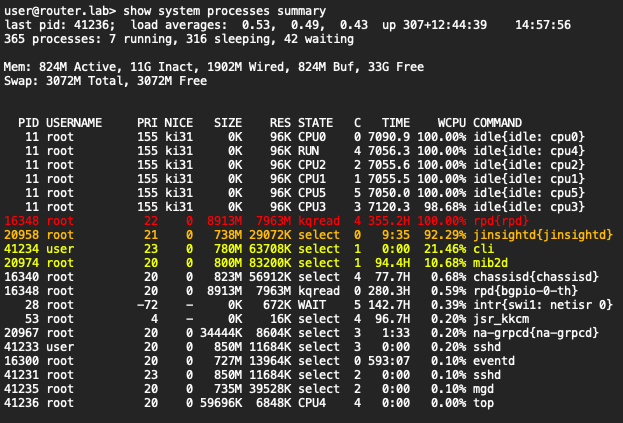 user@router.lab> show system processes summary
last pid: 41236;  load averages:  0.53,  0.49,  0.43  up 307+12:44:39    14:57:56
365 processes: 7 running, 316 sleeping, 42 waiting
Mem: 824M Active, 11G Inact, 1902M Wired, 824M Buf, 33G Free
Swap: 3072M Total, 3072M Free
PID USERNAME PRI NICE SIZE RES STATE C TIME WCPU COMMAND
11 root 155 ki31 0K 96K CPU0 0 7090.9 100.00% idle{idle: cpu0}
11 root 155 ki31 0K 96K RUN 4 7056.3 100.00% idle{idle: cpu4}
11 root 155 ki31 0K 96K CPU2 2 7055.6 100.00% idle{idle: cpu2}
11 root 155 ki31 0K 96K CPU1 1 7055.5 100.00% idle{idle: cpu1}
11 root 155 ki31 0K 96K CPU5 5 7050.0 100.00% idle{idle: cpu5}
11 root 155 ki31 0K 96K CPU3 3 7120.3 98.68% idle{idle: cpu3}
16348 root 22 0 8913M 7963M kqread 4 355.2H 100.00% rpd{rpd}
20958 root 21 0 738M 29072K select 0 9:35 92.29% jinsightd{jinsightd}
41234 user 23 0 780M 63708K select 1 0:00 21.46% cli
20974 root 20 0 800M 83200K select 1 94.4H 10.68% mib2d
16340 root 20 0 823M 56912K select 4 77.7H 0.68% chassisd{chassisd}
16348 root 20 0 8913M 7963M kqread 0 280.3H 0.59% rpd{bgpio-0-th}
28 root -72 - 0K 672K WAIT 5 142.7H 0.39% intr{swi1: netisr 0}
53 root 4 - 0K 16K select 4 96.7H 0.20% jsr_kkcm
20967 root 20 0 34444K 8604K select 3 1:33 0.20% na-grpcd{na-grpcd}
41233 user 20 0 850M 11684K select 3 0:00 0.20% sshd
16300 root 20 0 727M 13964K select 0 593:07 0.10% eventd
41231 root 23 0 850M 11684K select 2 0:00 0.10% sshd
41235 root 20 0 735M 39528K select 2 0:00 0.10% mgd
41236 root 20 0 59696K 6848K CPU4 4 0:00 0.10% top